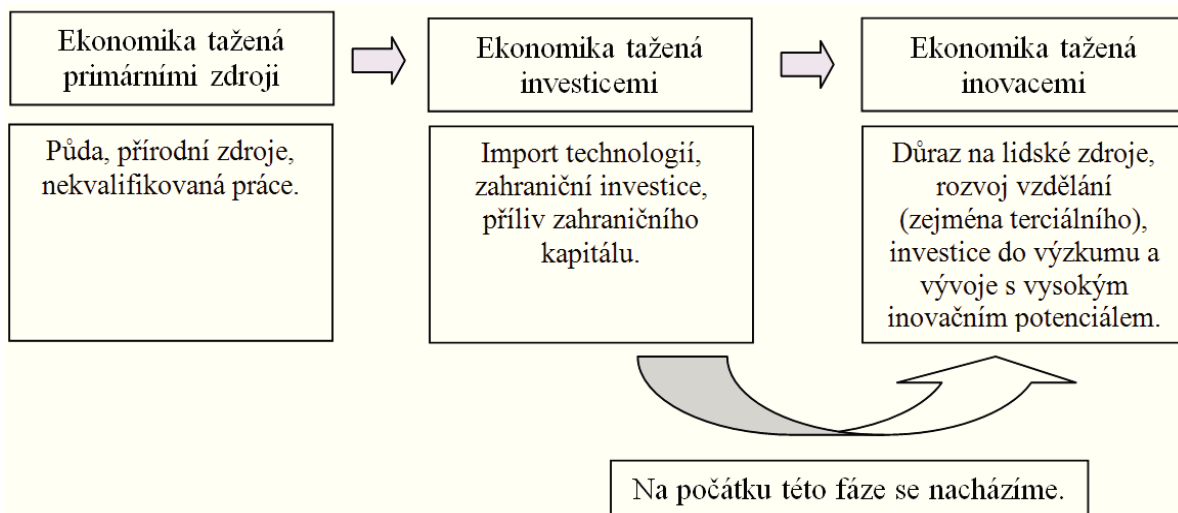 Ekonomika tažená
primárními zdroji
Ekonomika tažená
investicemi
Ekonomika tažená
inovacemi
Půda, přírodní zdroje,
nekvalifikovaná práce.
Import technologií,
zahraniční investice,
příliv zahraničního
kapitálu.
Důraz na lidské zdroje,
rozvoj vzdělání
(zejména terciálního),
investice do výzkumu a
vývoje s vysokým
inovačním potenciálem.
Na počátku této fáze se nacházíme.